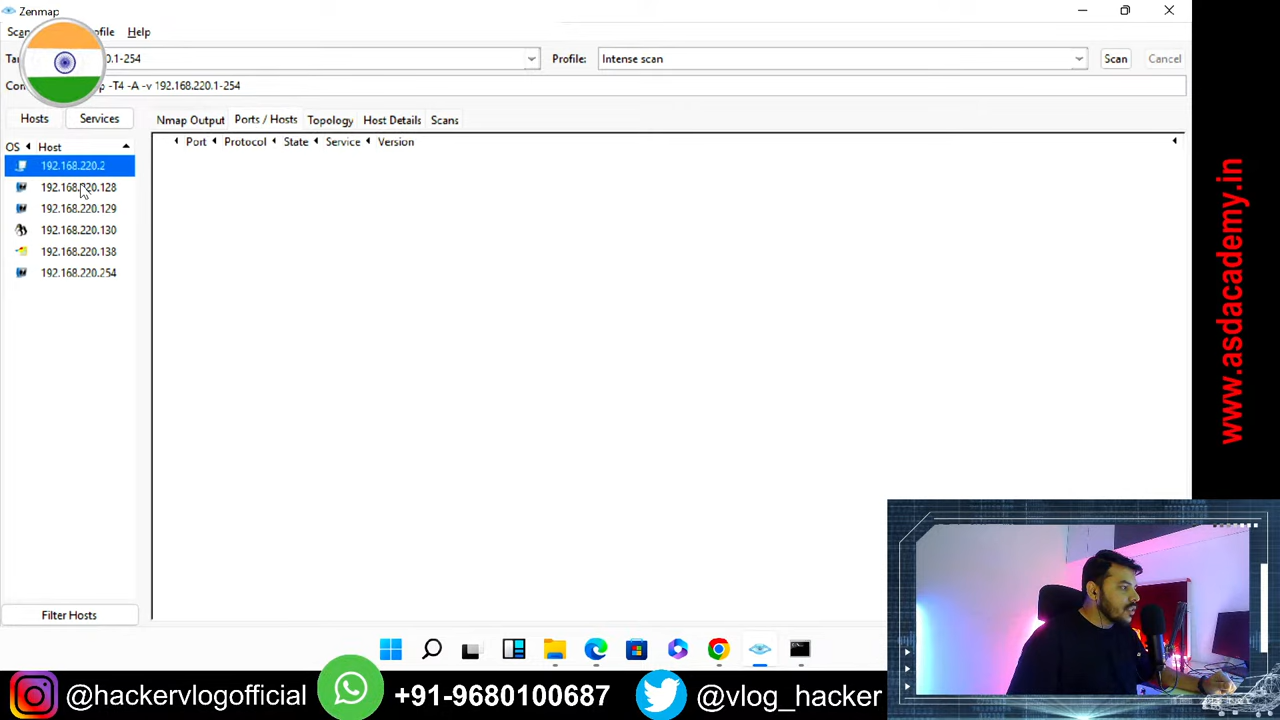 Zenmap
Help
0.1-254
Profile:
Intense scan
Scan
Cancel
-T4 -A -v 192.168.220.1-254
Hosts
Services
Nmap Output
Ports / Hosts
Topology
Host Details
Scans
OS
Host
Port
Protocol
State
Service
Version
192.168.220.2
192.168.220.128
192.168.220.129
192.168.220.130
192.168.220.138
192.168.220.254
Filter Hosts
www.asdacademy.in
@hackervlogofficial
+91-9680100687
@vlog_hacker